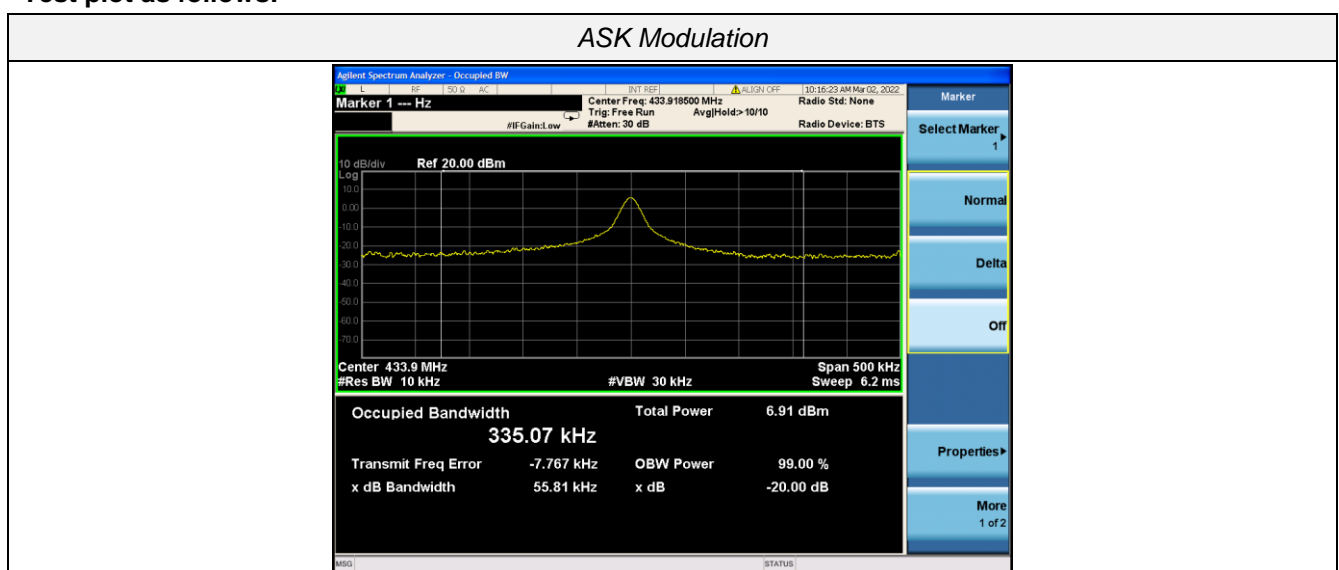 Test plot as follows:
ASK Modulation
Agilent Spectrum Analyzer - Occupied BW
L RF 50 Ω AC INT REF ALIGN OFF 10:16:23 AM Mar 02, 2022
Marker 1 --- Hz
Center Freq: 433.918500 MHz
Radio Std: None
Trig: Free Run Avg|Hold:> 10/10
#IFGain:Low #Atten: 30 dB Radio Device: BTS
10 dB/div Ref 20.00 dBm
Log
10.0
0.00
-10.0
-20.0
-30.0
-40.0
-50.0
-60.0
-70.0
Center 433.9 MHz Span 500 kHz
#Res BW 10 kHz #VBW 30 kHz Sweep 6.2 ms
Occupied Bandwidth Total Power 6.91 dBm
335.07 kHz
Transmit Freq Error -7.767 kHz OBW Power 99.00 %
x dB Bandwidth 55.81 kHz x dB -20.00 dB
MSG STATUS
Marker
Select Marker
1
Normal
Delta
Off
Properties
More
1 of 2